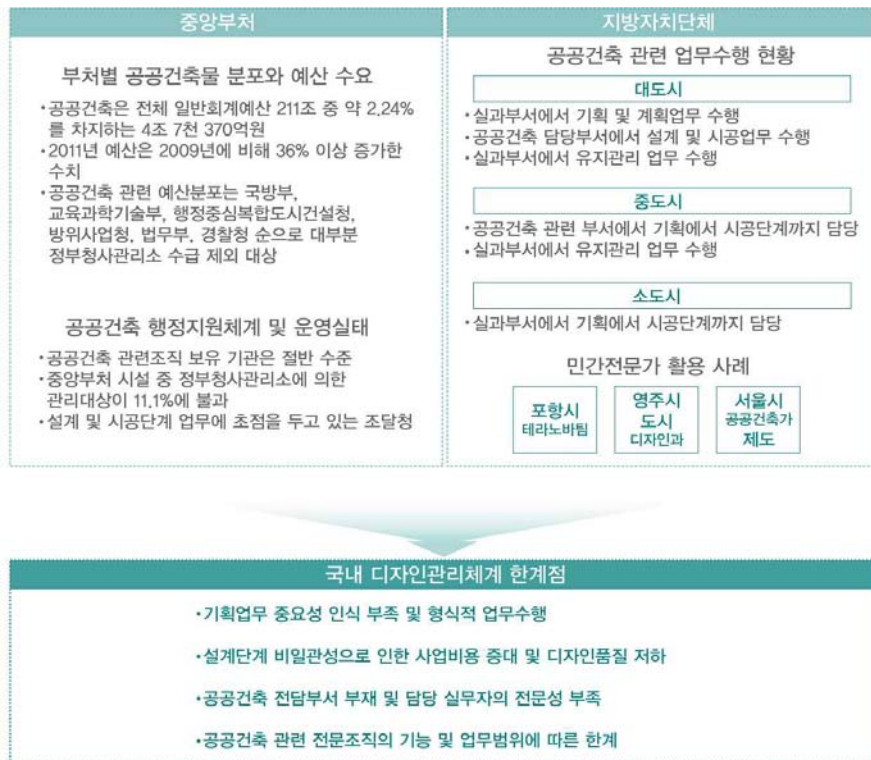 중앙부처
부처별 공공건축물 분포와 예산 수요
•공공건축은 전체 일반회계예산 211조 중 약 2.24%
를 차지하는 4조 7천 370억원
•2011년 예산은 2009년에 비해 36% 이상 증가한
수치
•공공건축 관련 예산분포는 국방부,
교육과학기술부, 행정중심복합도시건설청,
방위사업청, 법무부, 경찰청 순으로 대부분
정부청사관리소 수급 제외 대상
공공건축 행정지원체계 및 운영실태
•공공건축 관련조직 보유 기관은 절반 수준
•중앙부처 시설 중 정부청사관리소에 의한
관리대상이 11.1%에 불과
•설계 및 시공단계 업무에 초점을 두고 있는 조달청
지방자치단체
공공건축 관련 업무수행 현황
대도시
•실과부서에서 기획 및 계획업무 수행
•공공건축 담당부서에서 설계 및 시공업무 수행
•실과부서에서 유지관리 업무 수행
중도시
•공공건축 관련 부서에서 기획에서 시공단계까지 담당
•실과부서에서 유지관리 업무 수행
소도시
•실과부서에서 기획에서 시공단계까지 담당
민간전문가 활용 사례
포항시
테라노바팀
영주시
도시
디자인과
서울시
공공건축가
제도
국내 디자인관리체계 한계점
•기획업무 중요성 인식 부족 및 형식적 업무수행
•설계단계 비일관성으로 인한 사업비용 증대 및 디자인품질 저하
•공공건축 전담부서 부재 및 담당 실무자의 전문성 부족
•공공건축 관련 전문조직의 기능 및 업무범위에 따른 한계